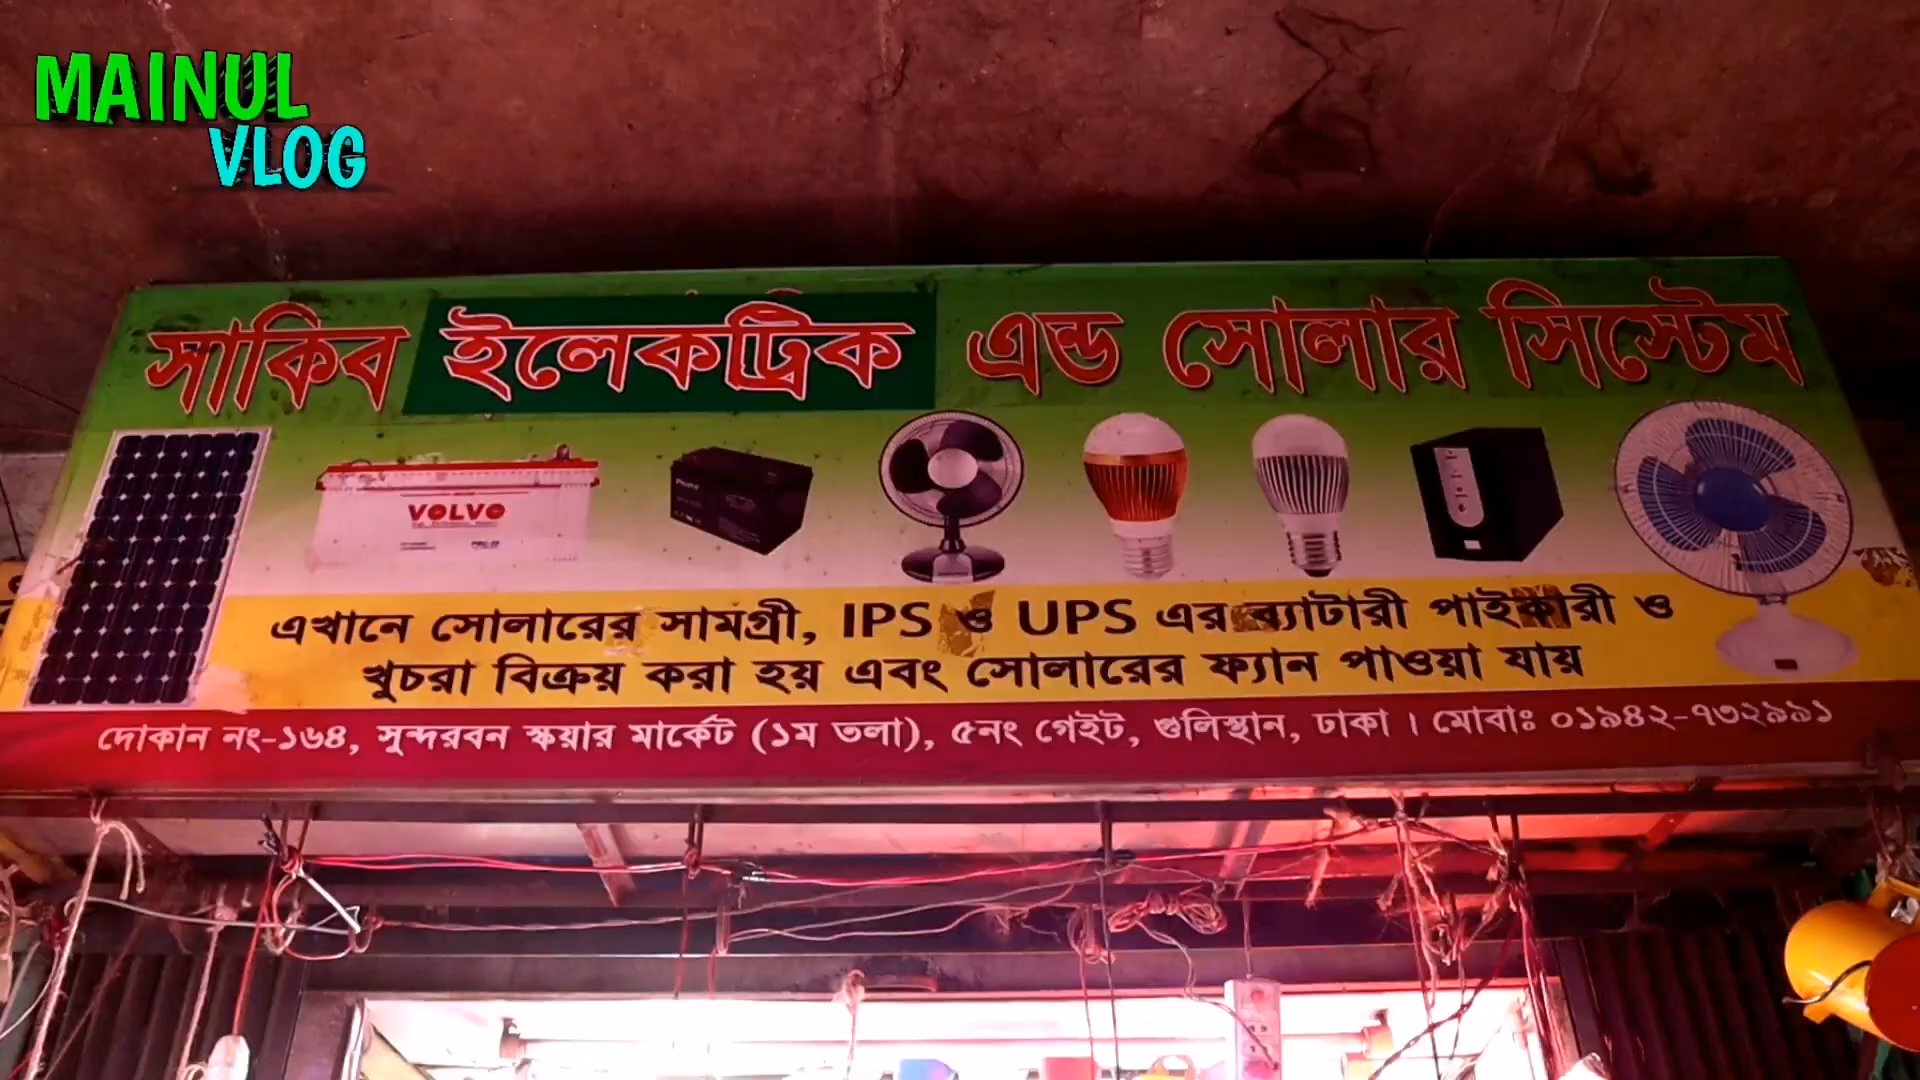 MAINUL
VLOG
সাকিব ইলেকট্রিক এন্ড সোলার সিস্টেম
VOLVO
এখানে সোলারের সামগ্রী, IPS ও UPS এর ব্যাটারী পাইকারী ও
খুচরা বিক্রয় করা হয় এবং সোলারের ফ্যান পাওয়া যায়
দোকান নং-১৬৪, সুন্দরবন স্কয়ার মার্কেট (১ম তলা), ৫নং গেইট, গুলিস্থান, ঢাকা । মোবাঃ ০১৯৪২-৭৩২৯৯১